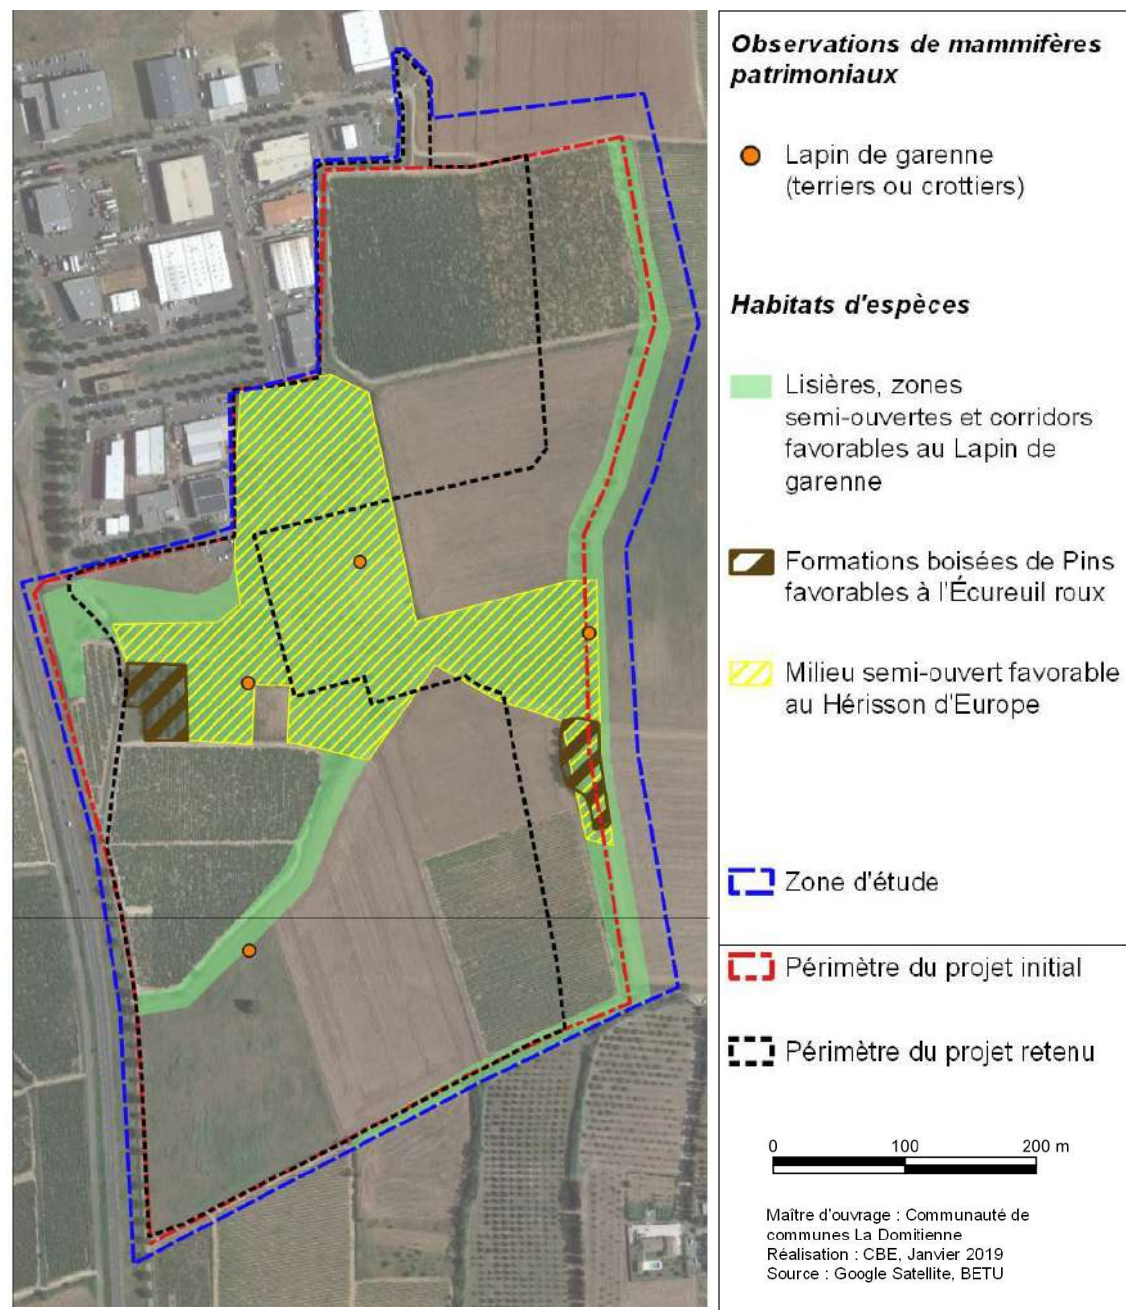 Observations de mammifères
patrimoniaux
Lapin de garenne
(terriers ou crottiers)
Habitats d'espèces
Lisières, zones
semi-ouvertes et corridors
favorables au Lapin de
garenne
Formations boisées de Pins
favorables à l'Écureuil roux
Milieu semi-ouvert favorable
au Hérisson d'Europe
Zone d'étude
Périmètre du projet initial
Périmètre du projet retenu
0 100 200 m
Maître d'ouvrage : Communauté de
communes La Domitienne
Réalisation : CBE, Janvier 2019
Source : Google Satellite, BETU